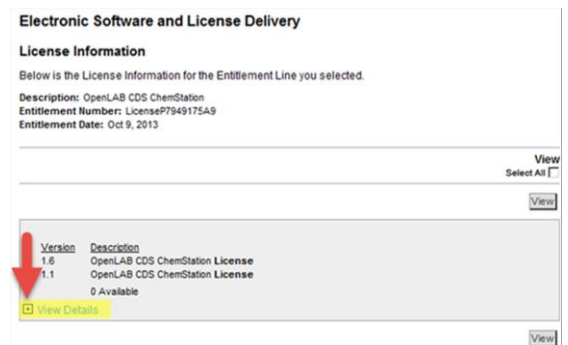 Electronic Software and License Delivery
License Information
Below is the License Information for the Entitlement Line you selected.
Description: OpenLAB CDS ChemStation
Entitlement Number: LicenseP7949175A9
Entitlement Date: Oct 9, 2013
View
Select All
View
Version Description
1.6 OpenLAB CDS ChemStation License
1.1 OpenLAB CDS ChemStation License
0 Available
View Details
View